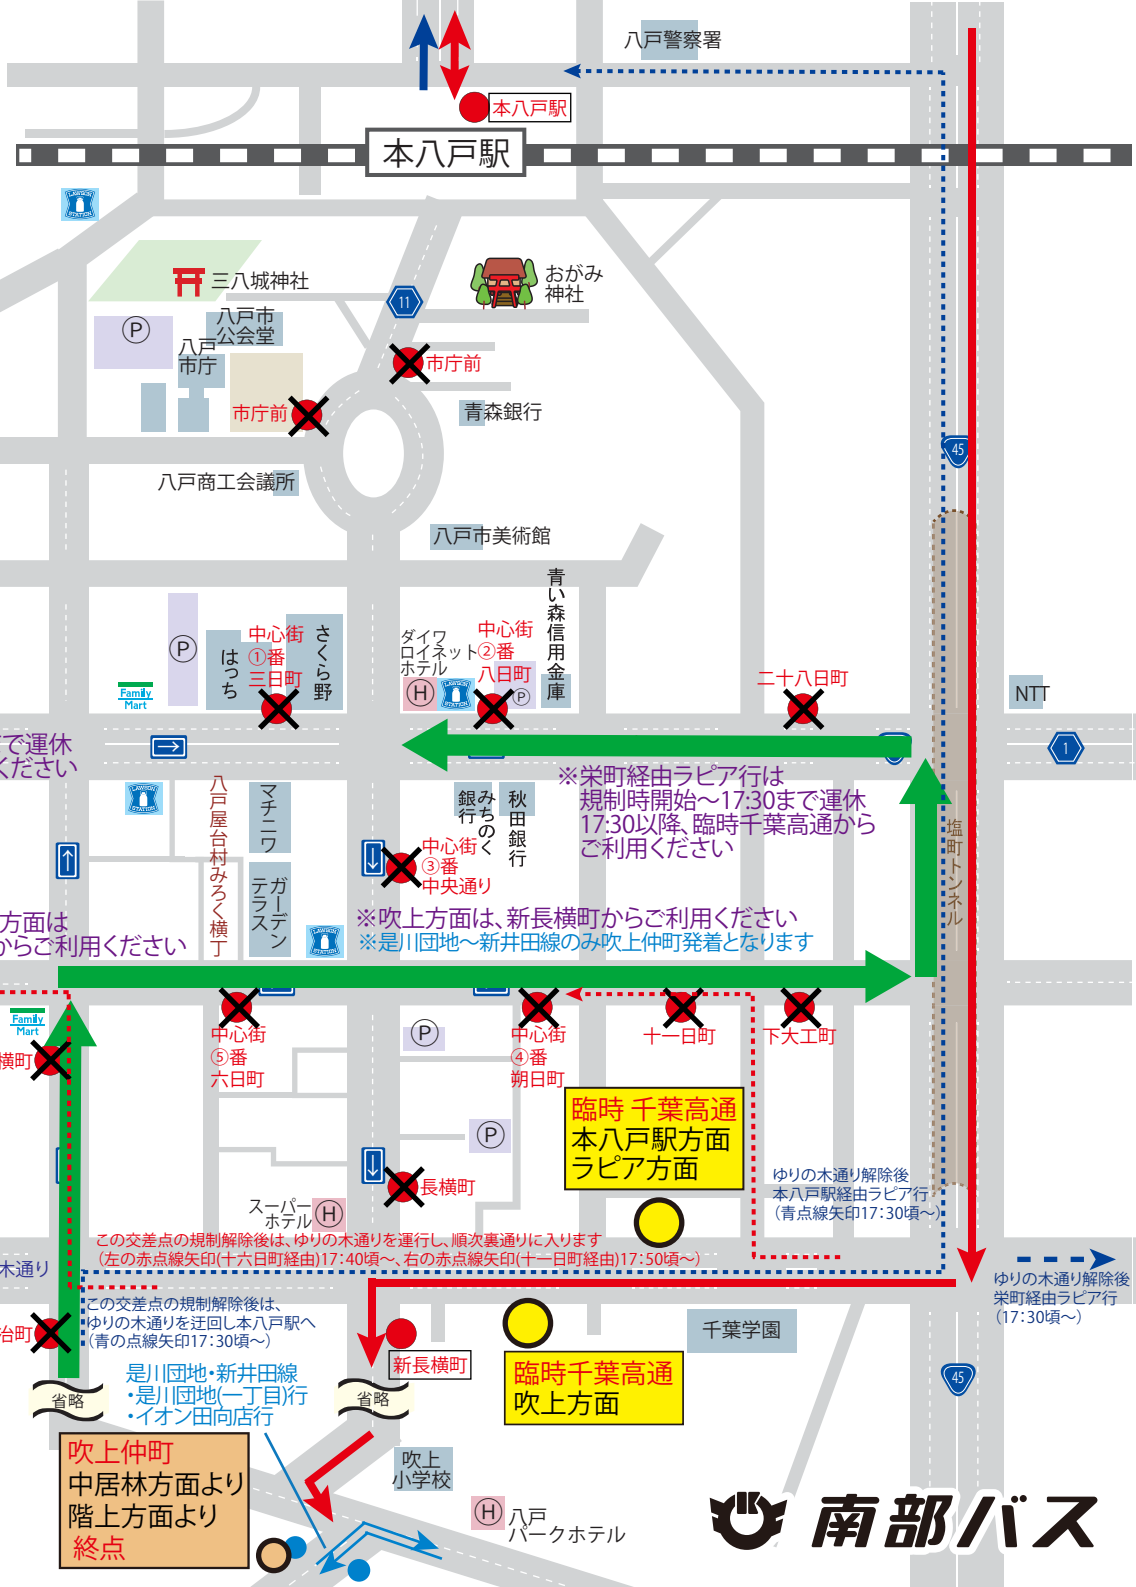 八戸警察署
本八戸駅
本八戸駅
LAWSON
STATION
三八城神社
おがみ
神社
11
八戸市
公会堂
P
八戸
市庁
市庁前
市庁前
青森銀行
45
八戸商工会議所
八戸市美術館
青い森信用金庫
P
はっち
中心街
①番
三日町
さくら野
ダイワ
ロイネット
ホテル
H
LAWSON
STATION
中心街
②番
八日町
P
二十八日町
NTT
Family
Mart
で運休
ください
1
LAWSON
STATION
八戸屋台村みろく横丁
マチニワ
ガーデン
テラス
みちのく
銀行
秋田銀行
※栄町経由ラピア行は
規制時開始～17:30まで運休
17:30以降、臨時千葉高通から
ご利用ください
塩町トンネル
中心街
③番
中央通り
方面は
からご利用ください
LAWSON
STATION
※吹上方面は、新長横町からご利用ください
※是川団地～新井田線のみ吹上仲町発着となります
Family
Mart
横町
中心街
⑤番
六日町
P
中心街
④番
朔日町
十一日町
下大工町
P
臨時 千葉高通
本八戸駅方面
ラピア方面
長横町
スーパー
ホテル
H
ゆりの木通り解除後
本八戸駅経由ラピア行
（青点線矢印17:30頃～）
この交差点の規制解除後は、ゆりの木通りを運行し、順次裏通りに入ります
（左の赤点線矢印(十六日町経由)17:40頃～、右の赤点線矢印(十一日町経由)17:50頃～）
木通り
ゆりの木通り解除後
栄町経由ラピア行
（17:30頃～）
この交差点の規制解除後は、
ゆりの木通りを迂回し本八戸駅へ
（青の点線矢印17:30頃～）
治町
新長横町
千葉学園
臨時千葉高通
吹上方面
是川団地・新井田線
・是川団地(一丁目)行
・イオン田向店行
省略
省略
45
吹上仲町
中居林方面より
階上方面より
終点
吹上
小学校
H
八戸
パークホテル
南部バス